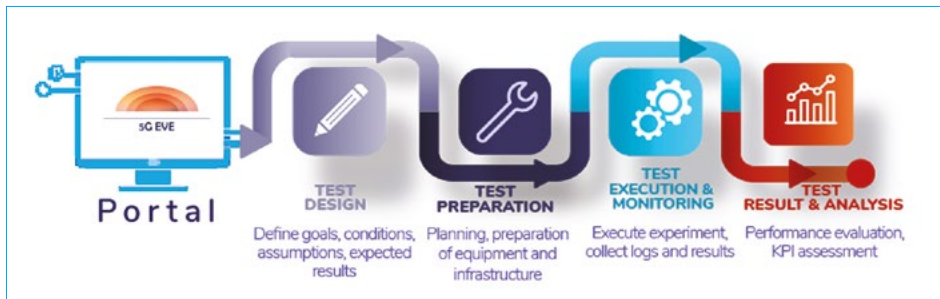 5G EVE
Portal
TEST
DESIGN
Define goals, conditions,
assumptions, expected
results
TEST
PREPARATION
Planning, preparation
of equipment and
infrastructure
TEST
EXECUTION &
MONITORING
Execute experiment,
collect logs and results
TEST
RESULT & ANALYSIS
Performance evaluation,
KPI assessment